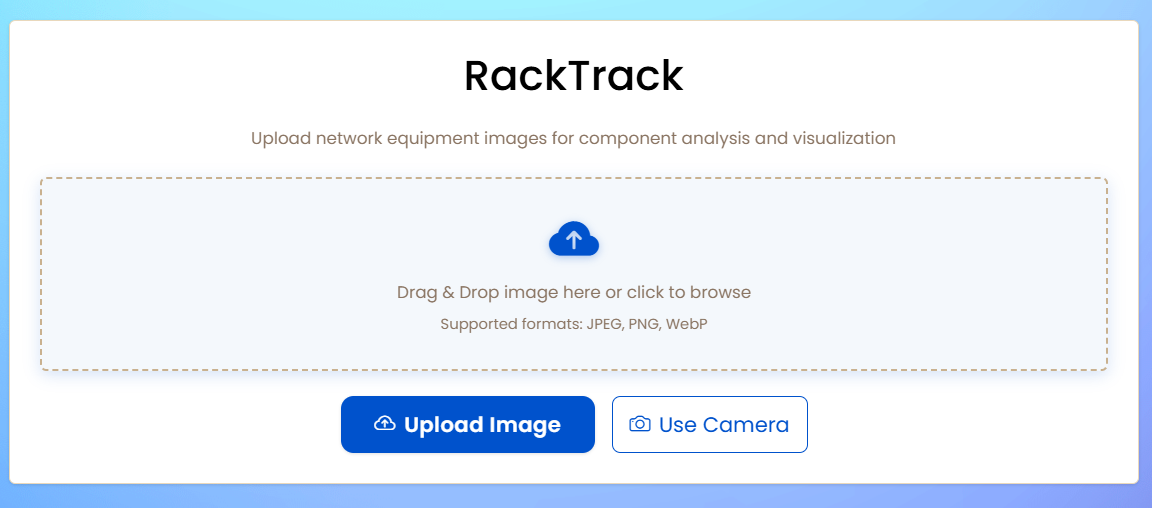 RackTrack
Upload network equipment images for component analysis and visualization
Drag & Drop image here or click to browse
Supported formats: JPEG, PNG, WebP
Upload Image
Use Camera